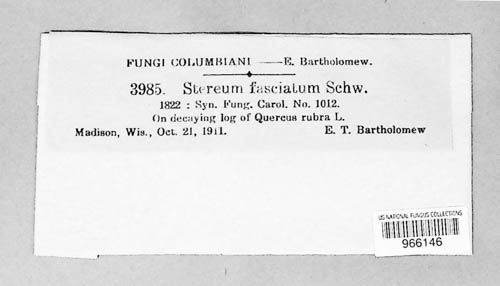 FUNGI COLUMBIANI —— E. Bartholomew.
3985. Stereum fasciatum Schw.
1822 : Syn. Fung. Carol. No. 1012.
On decaying log of Quercus rubra L.
Madison, Wis., Oct. 21, 1911. E. T. Bartholomew
US NATIONAL FUNGUS COLLECTIONS
966146